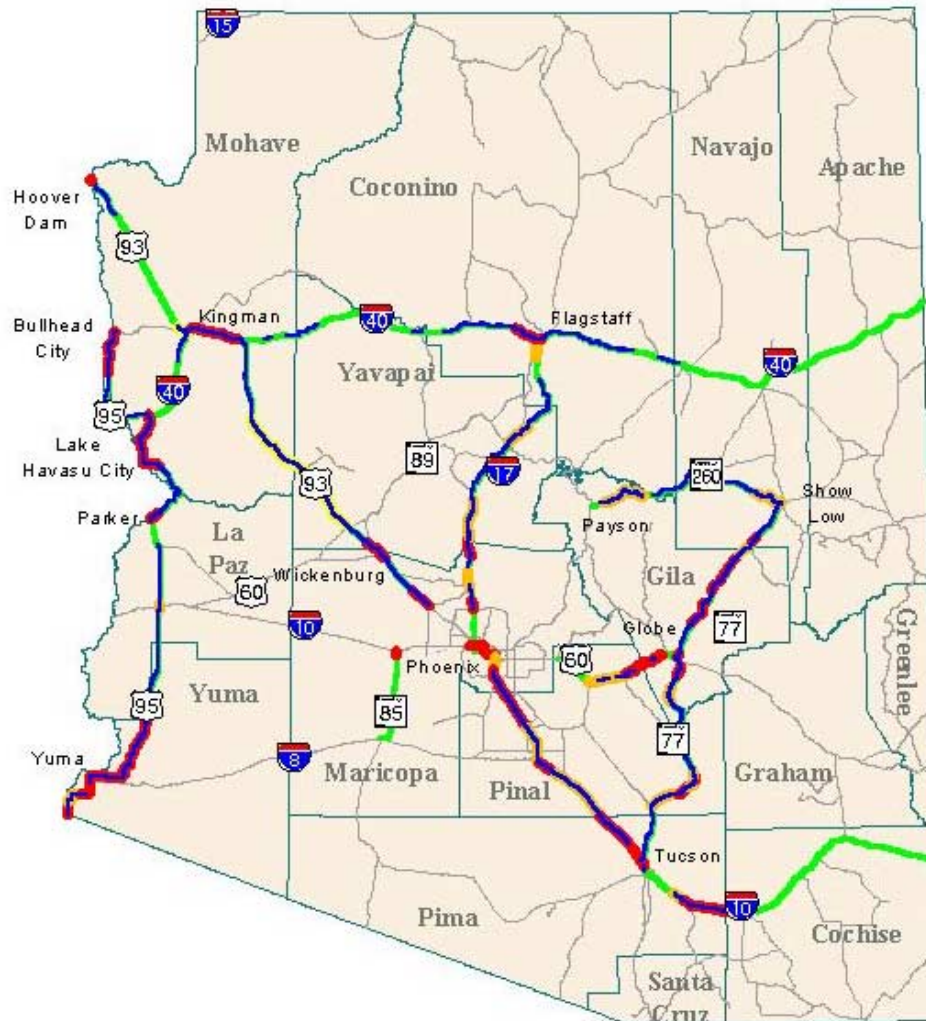 15
Mohave
Navajo
Apache
Coconino
Hoover
Dam
93
Bullhead
City
Kingman
40
Flagstaff
40
Yavapai
40
95
Lake
Havasu City
89
17
93
260
Show
Low
Parker
Payson
La
Paz
Wickenburg
60
Gila
10
Globe
77
Greenlee
Phoenix
60
Yuma
95
85
77
Yuma
8
Maricopa
Pinal
Graham
Tucson
Pima
10
Cochise
Santa
Cruz